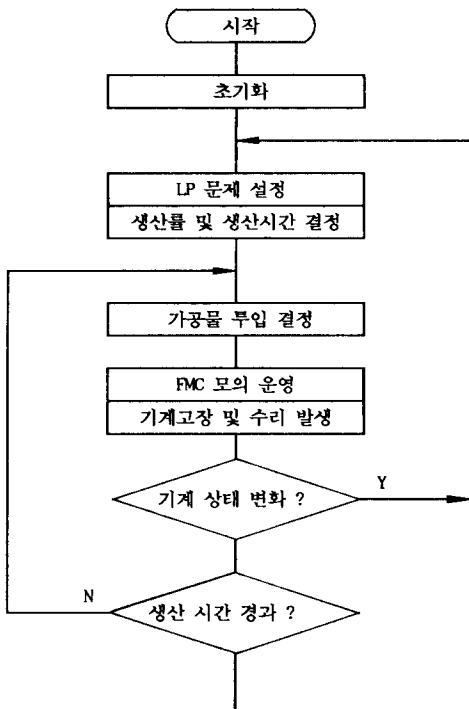 시작
초기화
LP 문제 설정
생산률 및 생산시간 결정
가공물 투입 결정
FMC 모의 운영
기계고장 및 수리 발생
기계 상태 변화 ?
Y
N
생산 시간 경과 ?